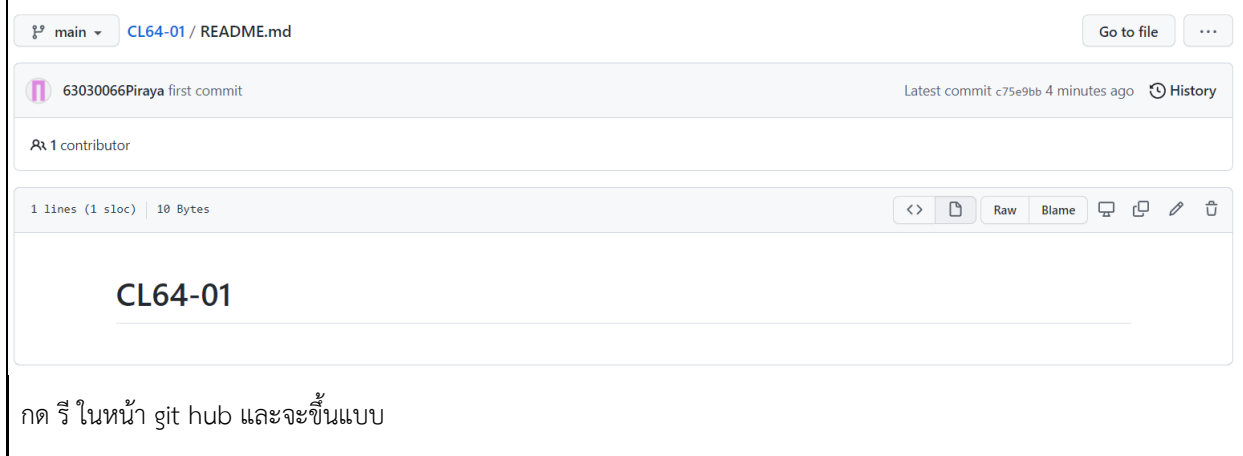 main
CL64-01 / README.md
Go to file
...
63030066Piraya first commit
Latest commit c75e9bb 4 minutes ago
History
1 contributor
1 lines (1 sloc) 10 Bytes
<>
Raw
Blame
CL64-01
กด รี ในหน้า git hub และจะขึ้นแบบ